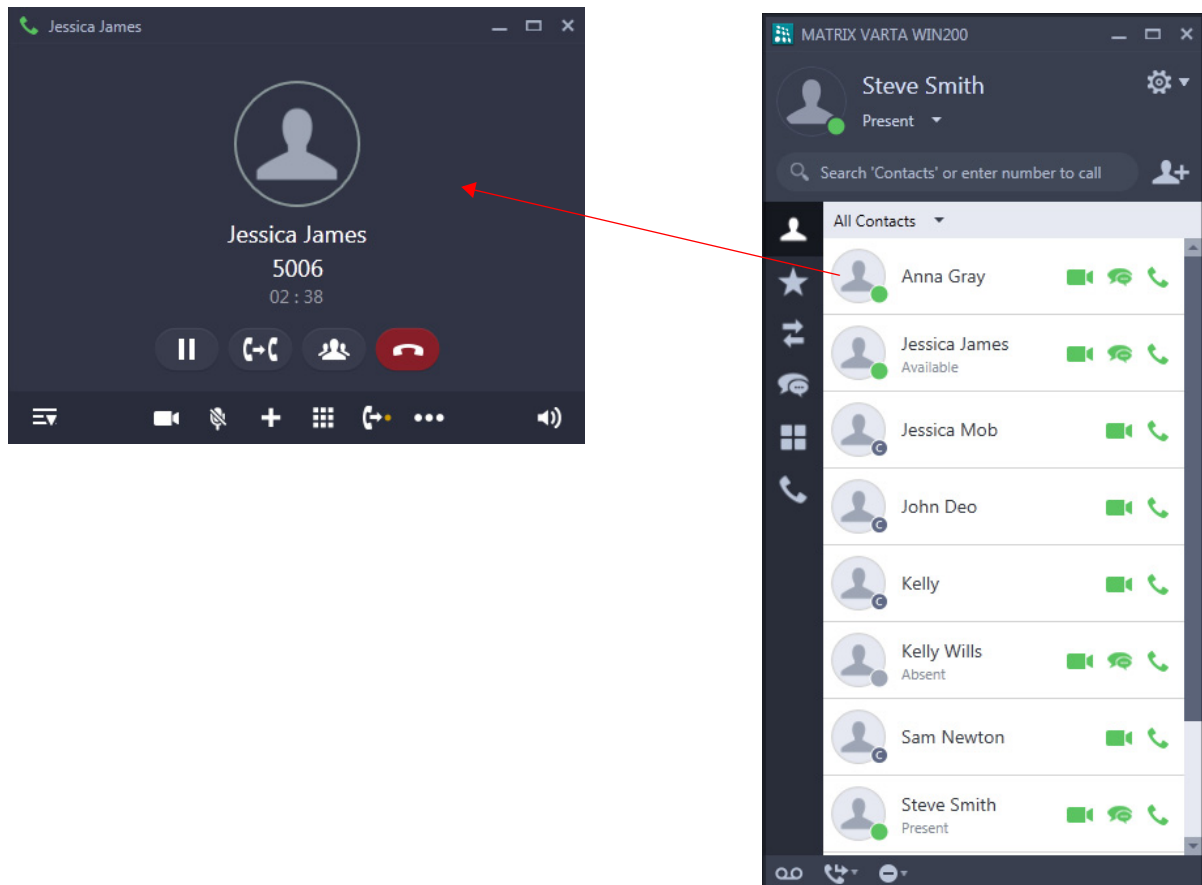 Jessica James
Jessica James
5006
02 : 38
MATRIX VARTA WIN200
Steve Smith
Present
Search 'Contacts' or enter number to call
All Contacts
Anna Gray
Jessica James
Available
Jessica Mob
C
John Deo
C
Kelly
C
Kelly Wills
Absent
Sam Newton
C
Steve Smith
Present